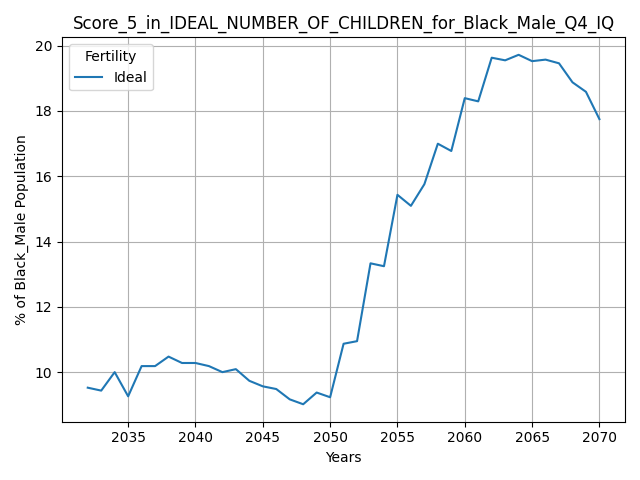 Score_5_in_IDEAL_NUMBER_OF_CHILDREN_for_Black_Male_Q4_IQ
Fertility
Ideal
% of Black_Male Population
20
18
16
14
12
10
2035 2040 2045 2050 2055 2060 2065 2070
Years